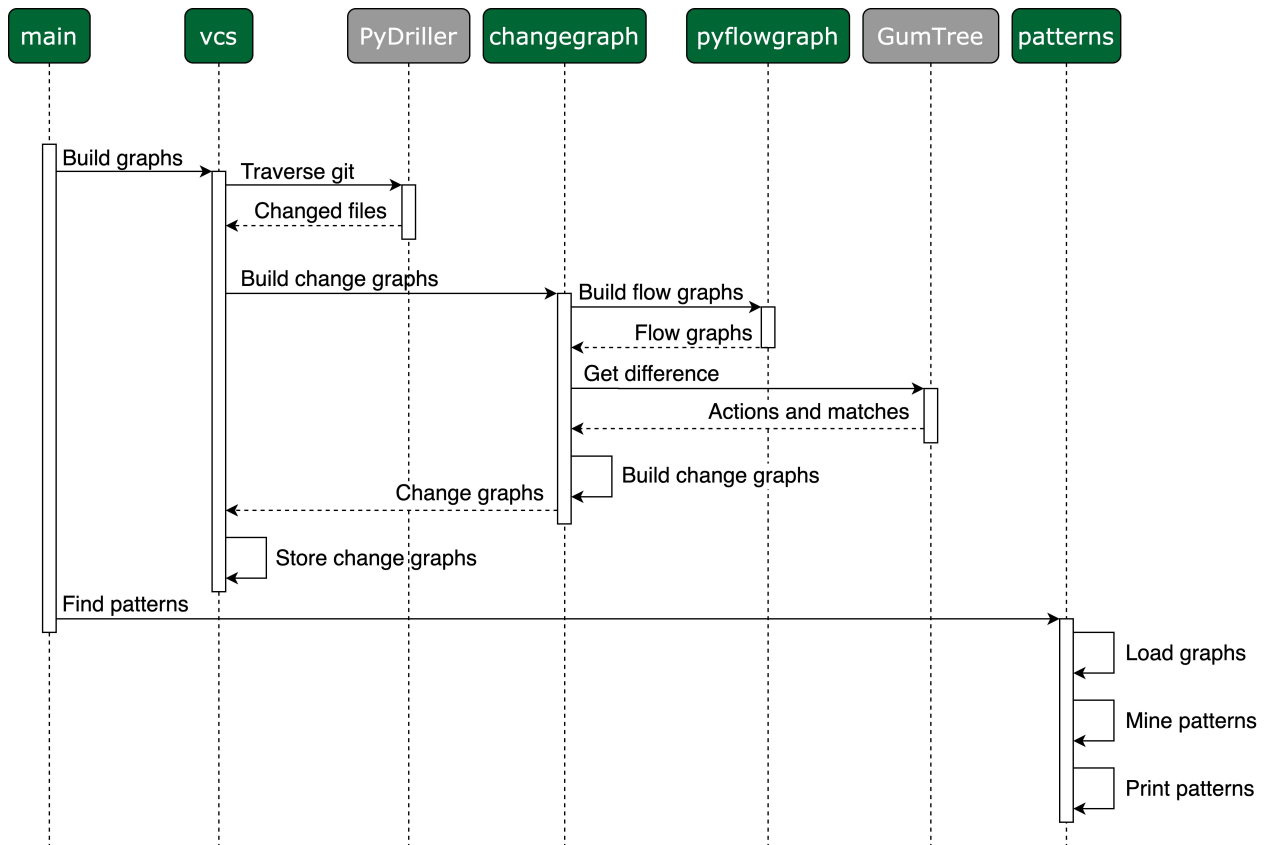 main
vcs
PyDriller
changegraph
pyflowgraph
GumTree
patterns
Build graphs
Traverse git
Changed files
Build change graphs
Build flow graphs
Flow graphs
Get difference
Actions and matches
Build change graphs
Change graphs
Store change graphs
Find patterns
Load graphs
Mine patterns
Print patterns